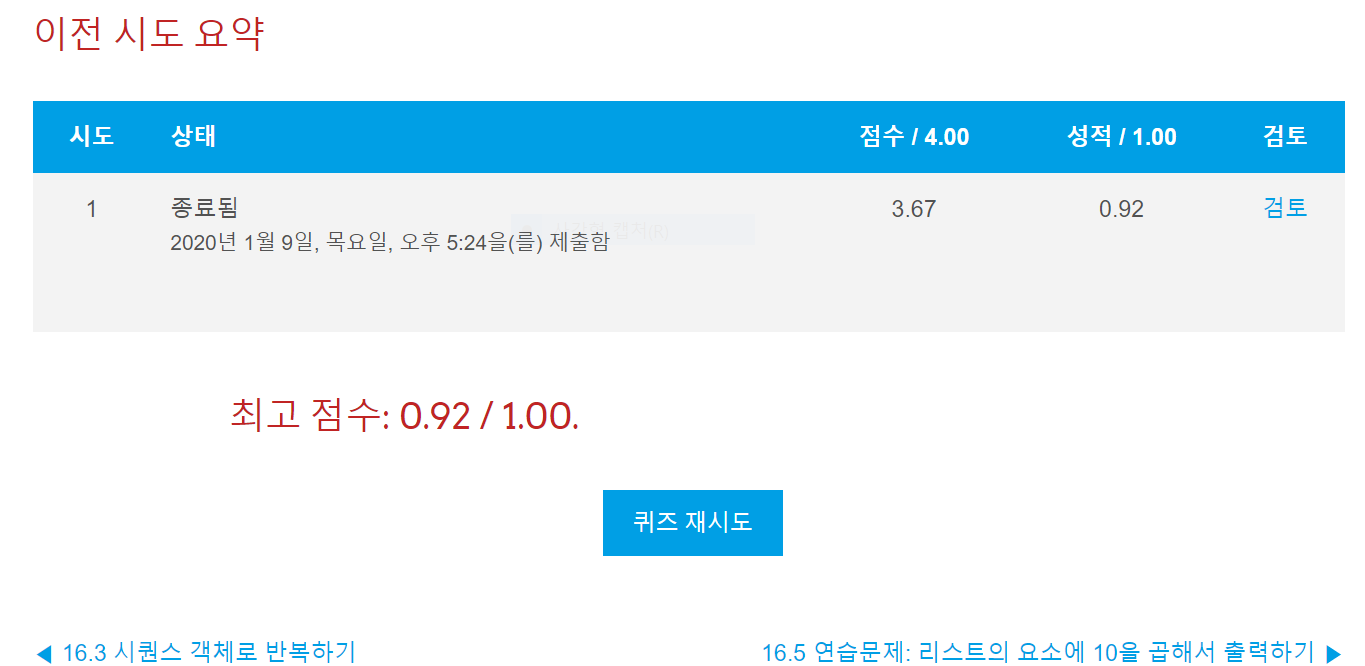 이전 시도 요약
시도 상태 점수 / 4.00 성적 / 1.00 검토
1 종료됨 3.67 0.92 검토
2020년 1월 9일, 목요일, 오후 5:24을(를) 제출함
최고 점수: 0.92 / 1.00.
퀴즈 재시도
◀ 16.3 시퀀스 객체로 반복하기 16.5 연습문제: 리스트의 요소에 10을 곱해서 출력하기 ▶